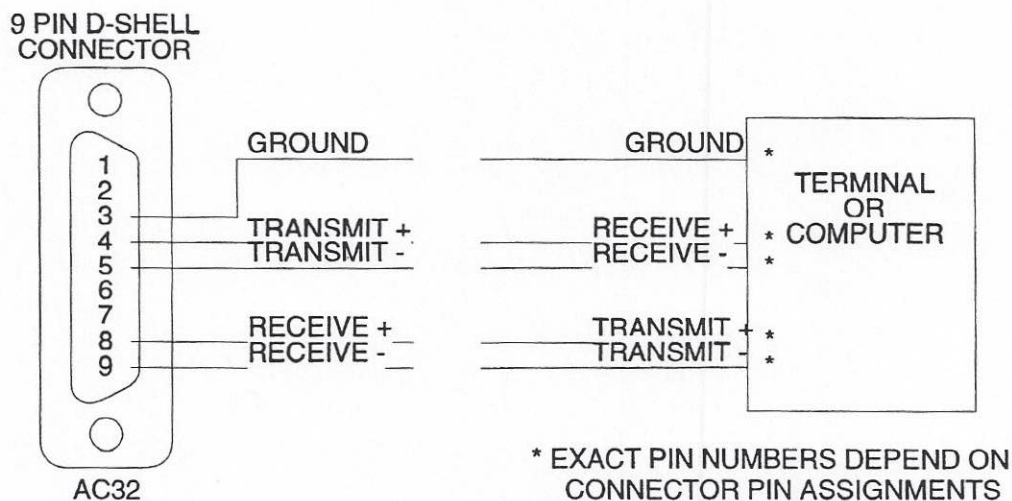 9 PIN D-SHELL
CONNECTOR
GROUND
GROUND
*
1
2
3
4
5
6
7
8
9
TRANSMIT +
TRANSMIT -
RECEIVE +
RECEIVE -
*
*
TERMINAL
OR
COMPUTER
RECEIVE +
RECEIVE -
TRANSMIT +
TRANSMIT -
*
*
AC32
* EXACT PIN NUMBERS DEPEND ON
CONNECTOR PIN ASSIGNMENTS